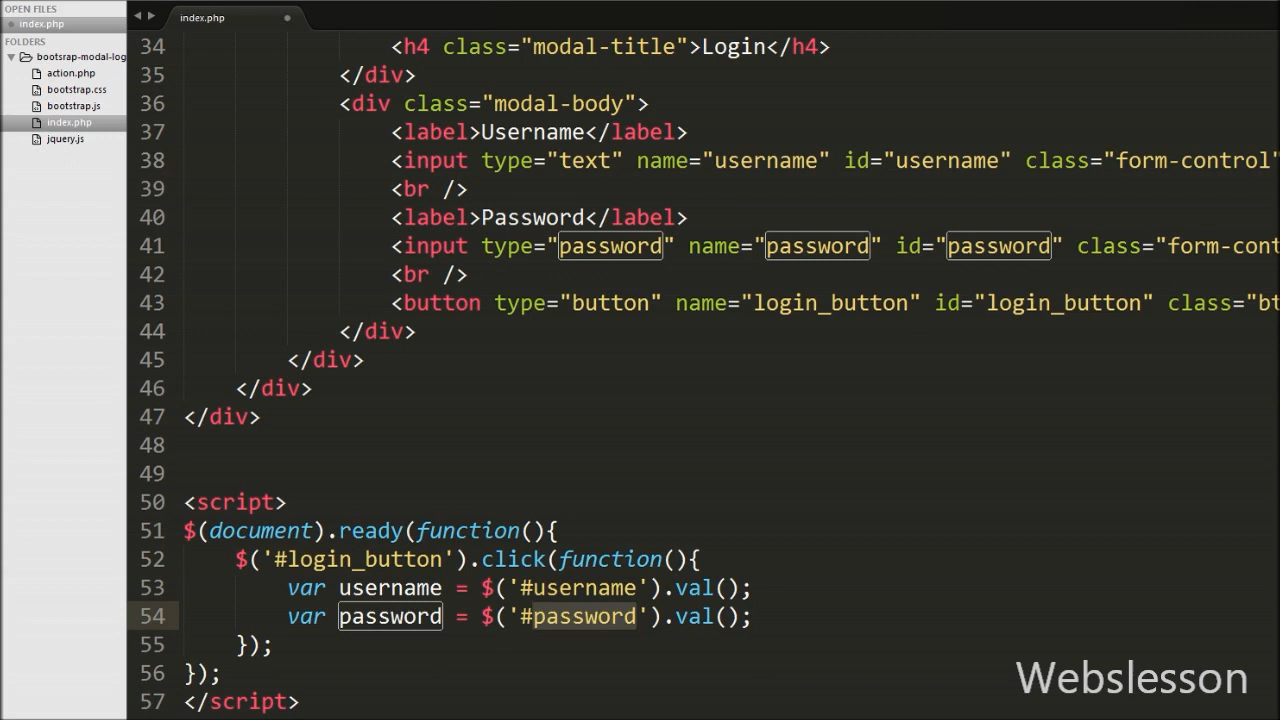 OPEN FILES
index.php
FOLDERS
bootsrap-modal-log
action.php
bootstrap.css
bootstrap.js
index.php
jquery.js
index.php
34 <h4 class="modal-title">Login</h4>
35 </div>
36 <div class="modal-body">
37 <label>Username</label>
38 <input type="text" name="username" id="username" class="form-control"
39 <br />
40 <label>Password</label>
41 <input type="password" name="password" id="password" class="form-cont
42 <br />
43 <button type="button" name="login_button" id="login_button" class="bt
44 </div>
45 </div>
46 </div>
47 </div>
48
49
50 <script>
51 $(document).ready(function(){
52 $('#login_button').click(function(){
53 var username = $('#username').val();
54 var password = $('#password').val();
55 });
56 });
57 </script>
Webslesson